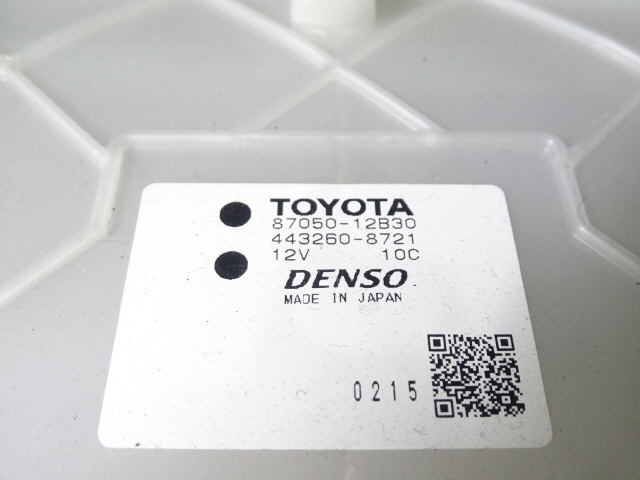 TOYOTA
87050-12B30
443260-8721
12V 10C
DENSO
MADE IN JAPAN
0215